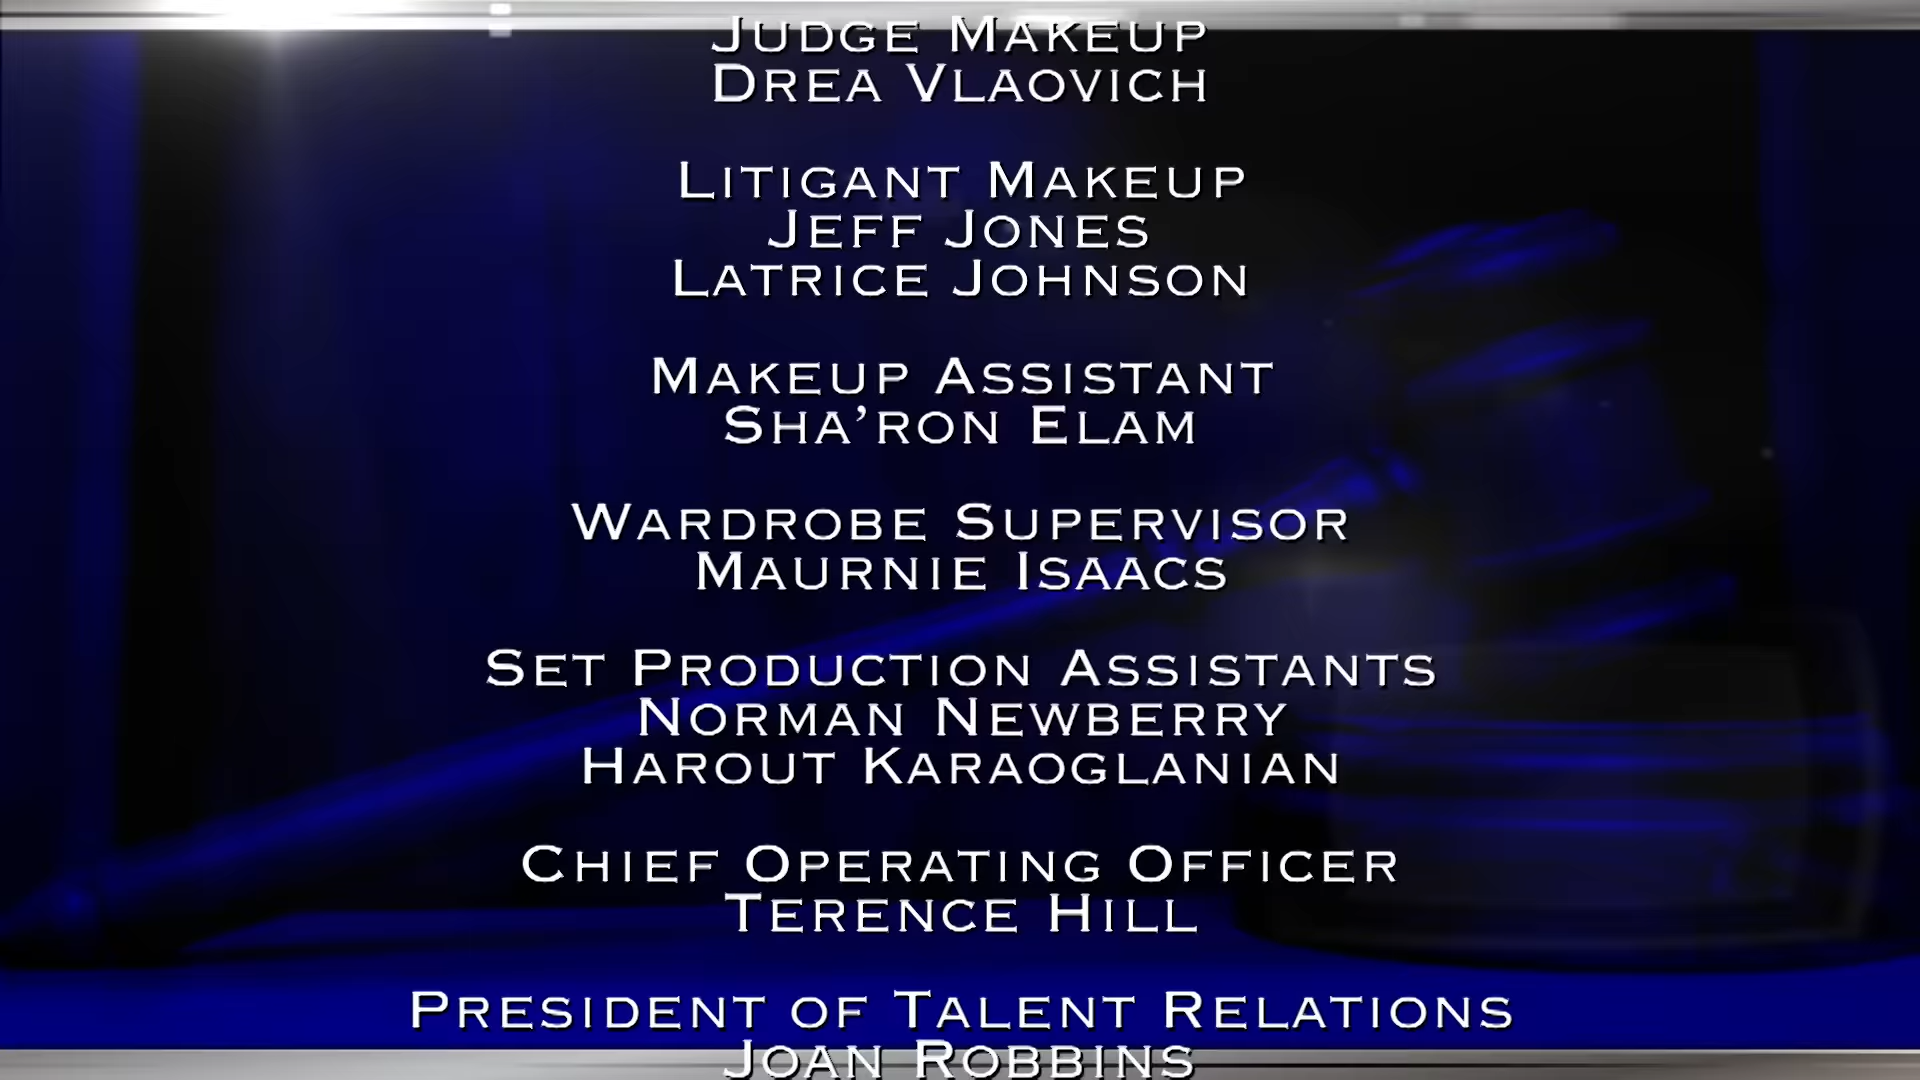 Judge Makeup
Drea Vlaovich
Litigant Makeup
Jeff Jones
Latrice Johnson
Makeup Assistant
Sha’ron Elam
Wardrobe Supervisor
Maurnie Isaacs
Set Production Assistants
Norman Newberry
Harout Karaoglanian
Chief Operating Officer
Terence Hill
President of Talent Relations
Joan Robbins